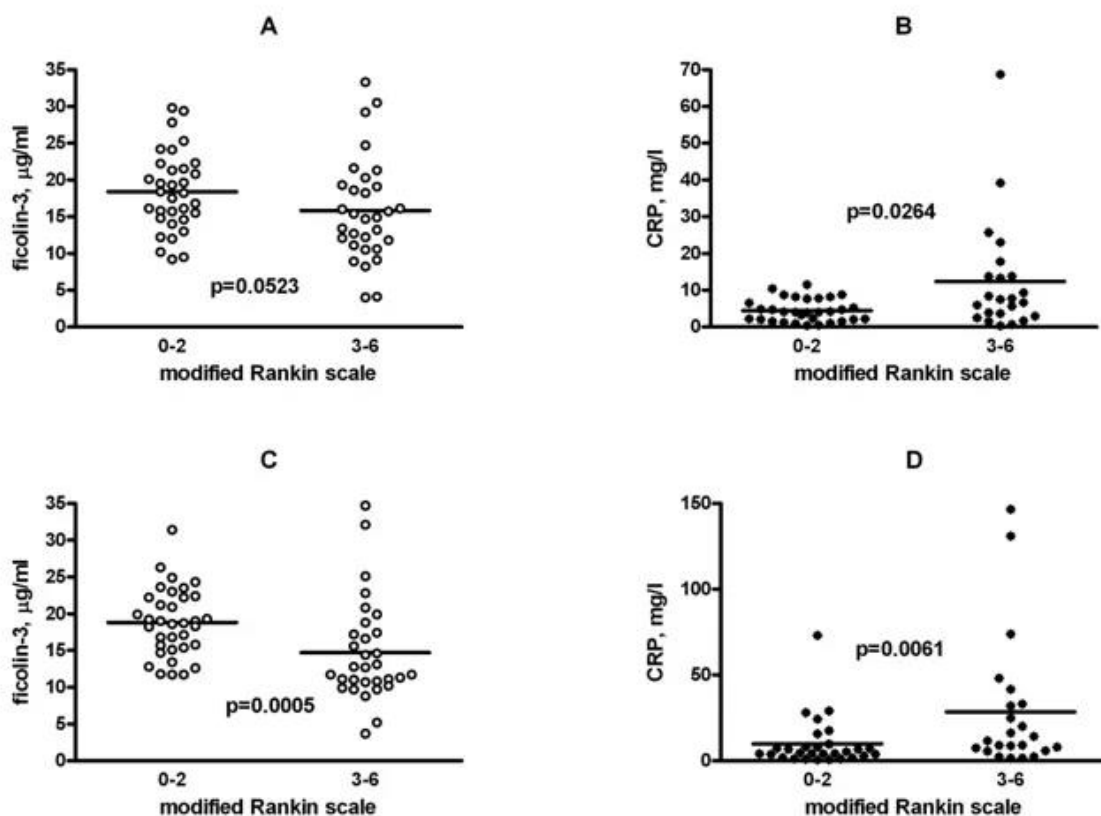 A
ficolin-3, µg/ml
35
30
25
20
15
10
5
0
p=0.0523
0-2
3-6
modified Rankin scale
B
CRP, mg/l
70
60
50
40
30
20
10
0
p=0.0264
0-2
3-6
modified Rankin scale
C
ficolin-3, µg/ml
35
30
25
20
15
10
5
0
p=0.0005
0-2
3-6
modified Rankin scale
D
CRP, mg/l
150
100
50
0
p=0.0061
0-2
3-6
modified Rankin scale